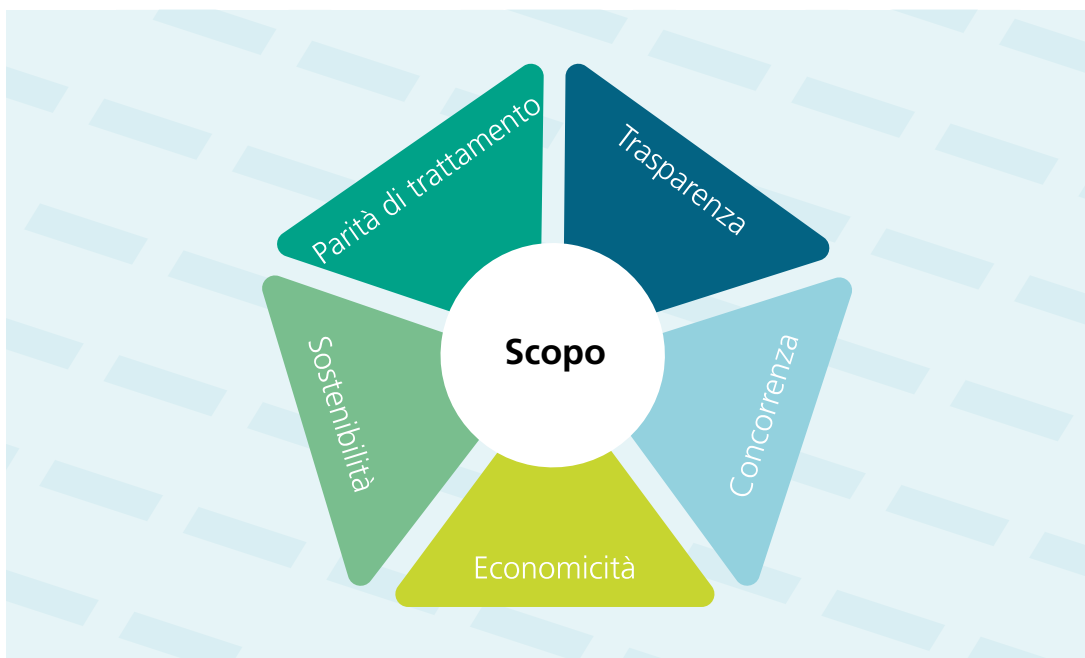 Parità di trattamento
Trasparenza
Scopo
Sostenibilità
Concorrenza
Economicità